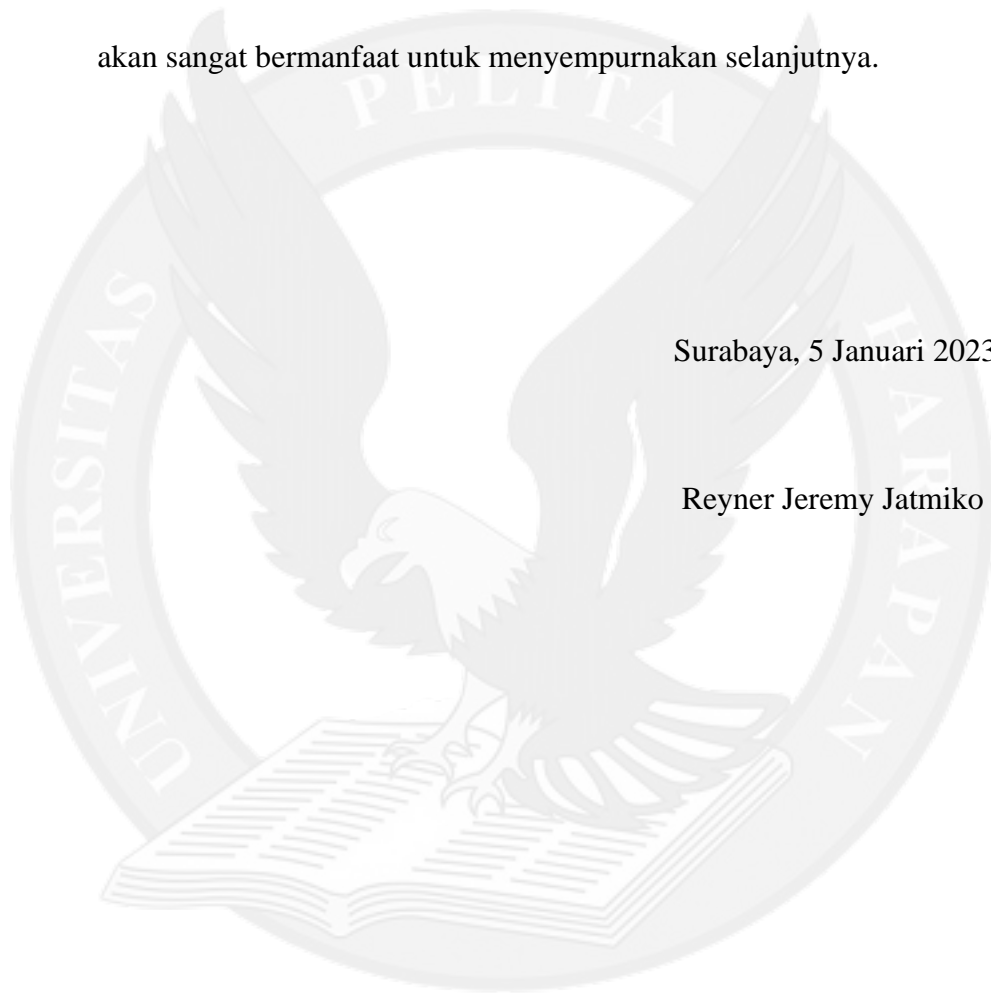 akan sangat bermanfaat untuk menyempurnakan selanjutnya.
PELITA
UNIVERSITAS
HARAPAN
Surabaya, 5 Januari 2023
Reyner Jeremy Jatmiko